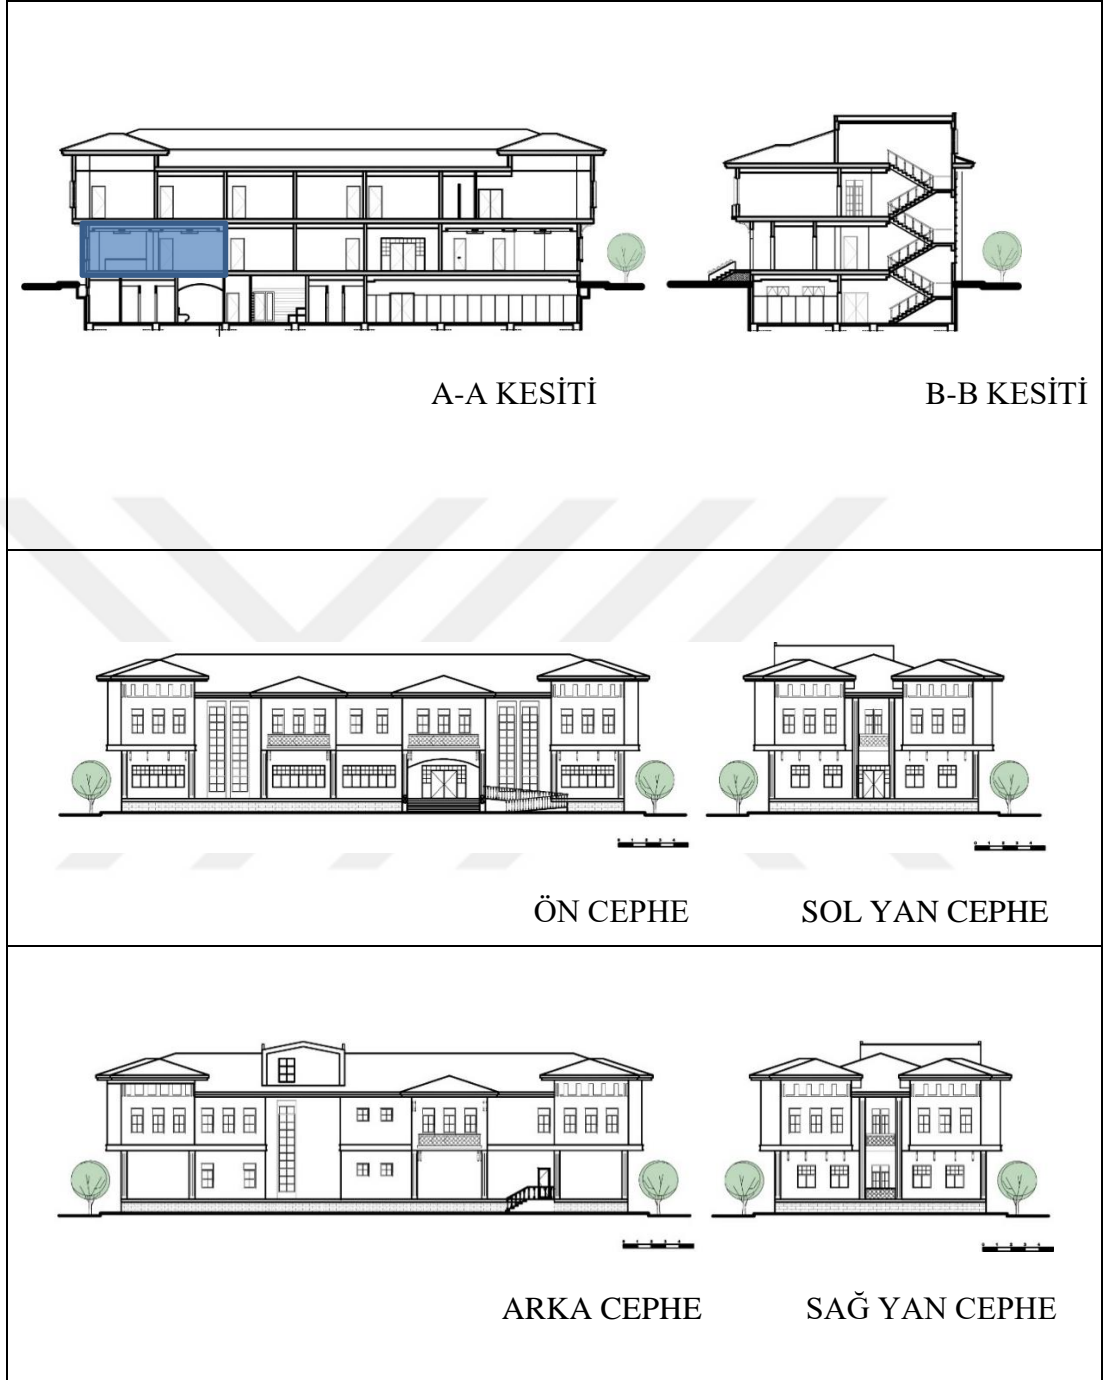 A-A KESİTİ
B-B KESİTİ
ÖN CEPHE
SOL YAN CEPHE
ARKA CEPHE
SAĞ YAN CEPHE